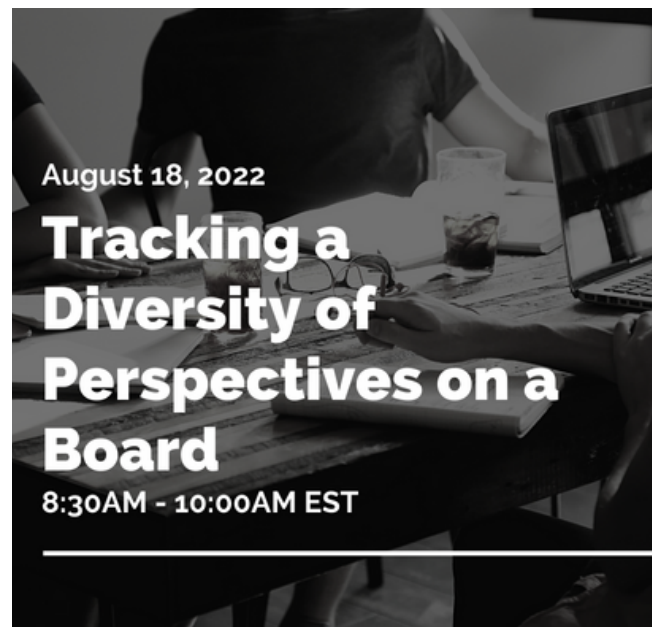 August 18, 2022
Tracking a
Diversity of
Perspectives on a
Board
8:30AM - 10:00AM EST